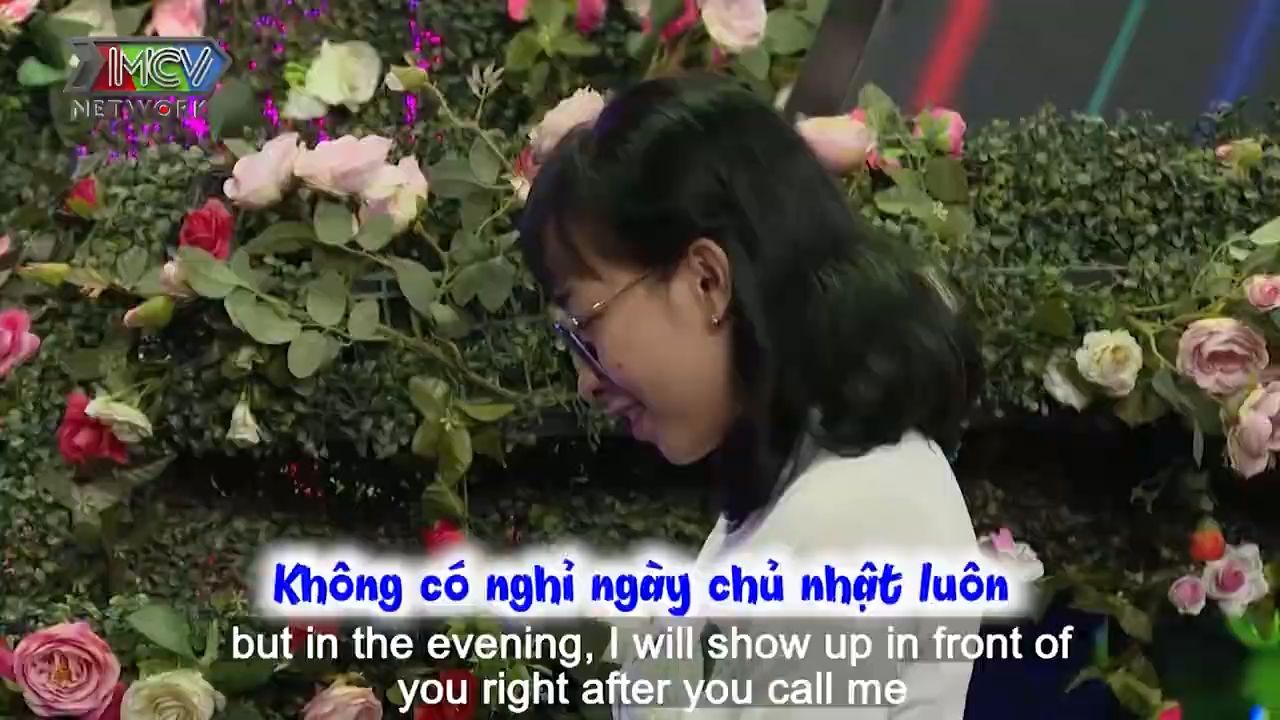 MCV
NETWORK
Không có nghỉ ngày chủ nhật luôn
but in the evening, I will show up in front of
you right after you call me